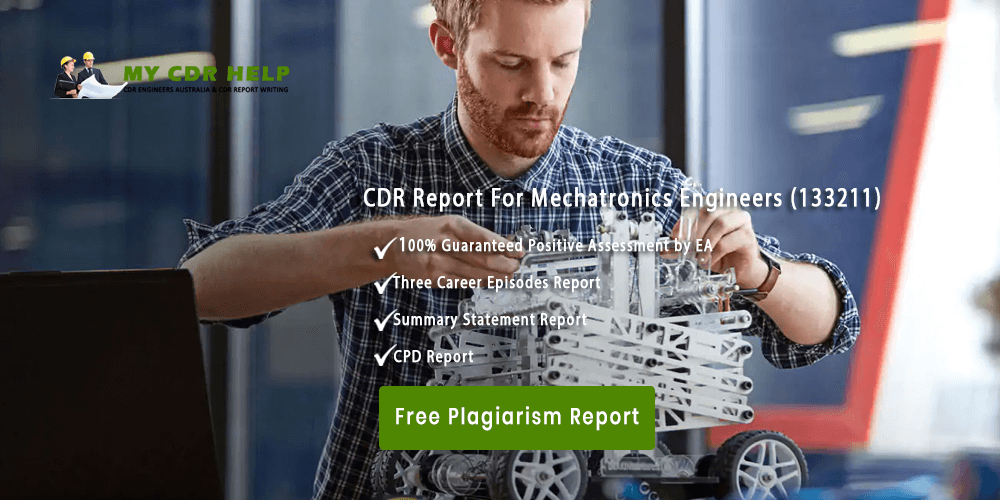 MY CDR HELP
CDR ENGINEERS AUSTRALIA & CDR REPORT WRITING
CDR Report For Mechatronics Engineers (133211)
100% Guaranteed Positive Assessment by EA
Three Career Episodes Report
Summary Statement Report
CPD Report
Free Plagiarism Report